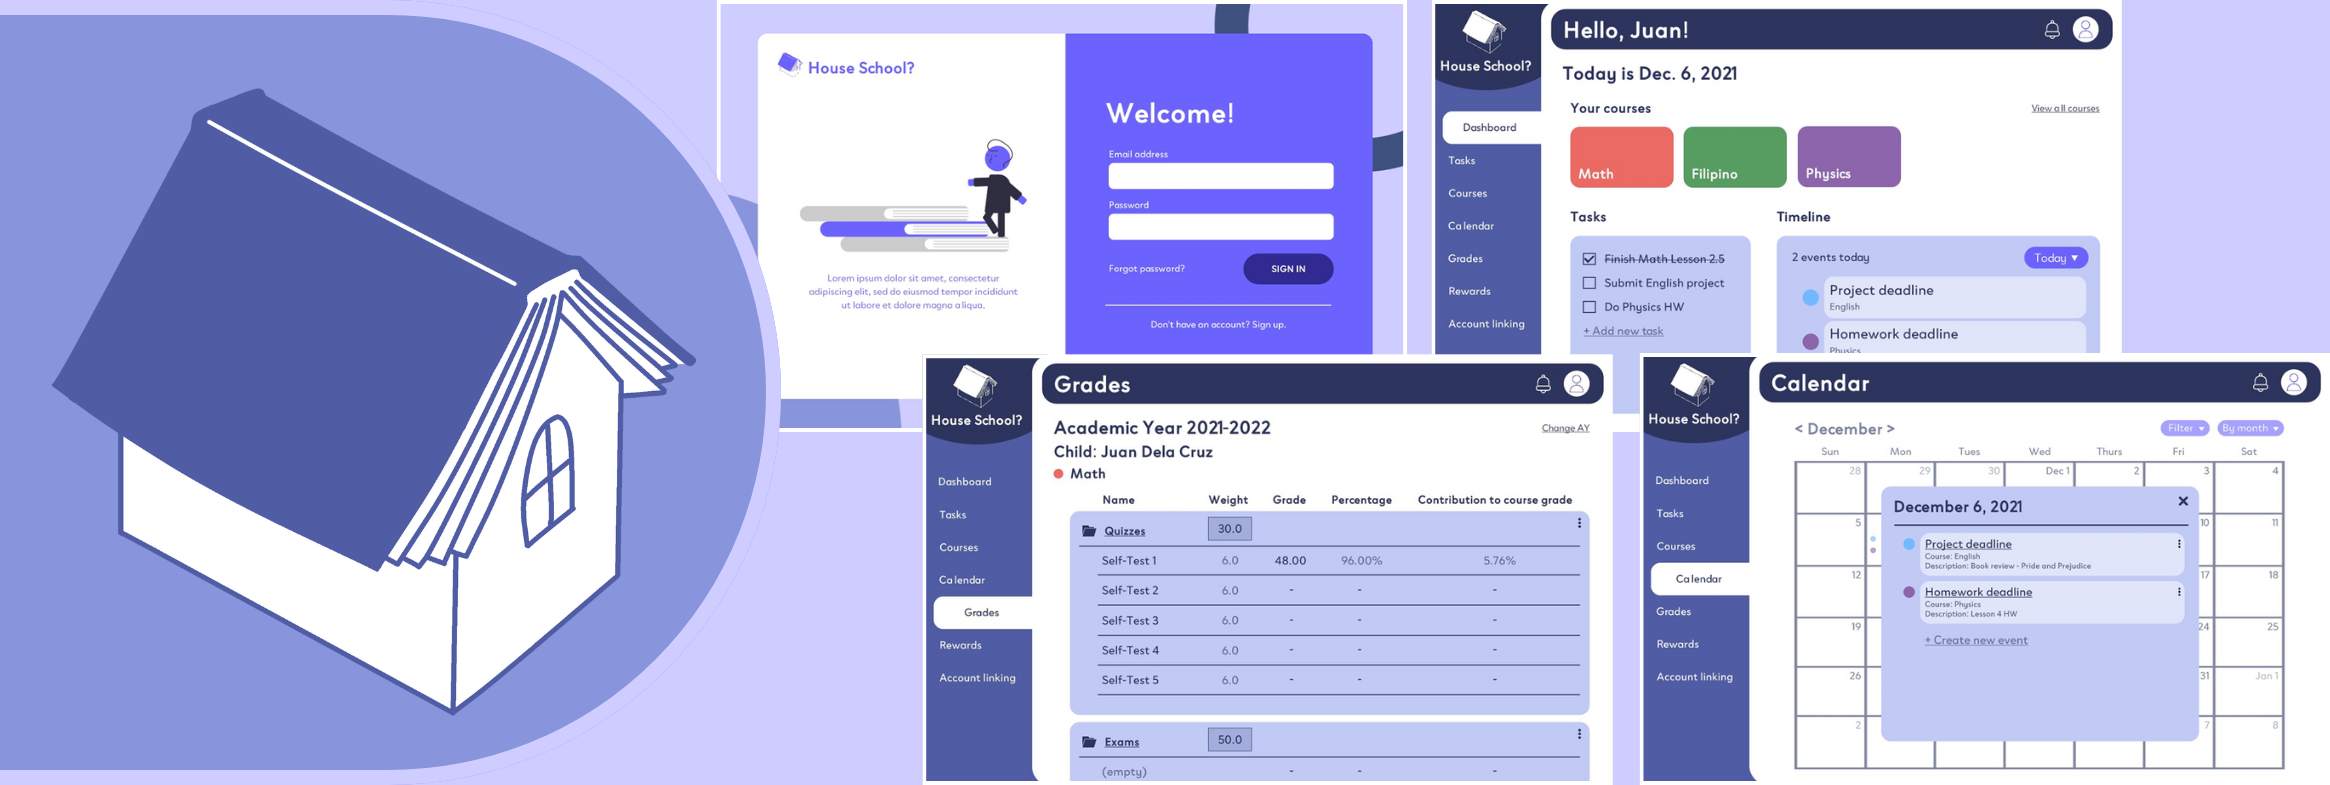 House School?
Welcome!
Email address
Password
Forgot password?
SIGN IN
Don't have an account? Sign up.
Lorem ipsum dolor sit amet, consectetur
adipiscing elit, sed do eiusmod tempor incididunt
ut labore et dolore magna aliqua.
House School?
Dashboard
Tasks
Courses
Calendar
Grades
Rewards
Account linking
Hello, Juan!
Today is Dec. 6, 2021
Your courses
View all courses
Math
Filipino
Physics
Tasks
Finish Math Lesson 2.5
Submit English project
Do Physics HW
+ Add new task
Timeline
2 events today
Today
Project deadline
English
Homework deadline
Physics
House School?
Dashboard
Tasks
Courses
Calendar
Grades
Rewards
Account linking
Grades
Academic Year 2021-2022
Change AY
Child: Juan Dela Cruz
Math
Name Weight Grade Percentage Contribution to course grade
Quizzes 30.0
Self-Test 1 6.0 48.00 96.00% 5.76%
Self-Test 2 6.0 - - -
Self-Test 3 6.0 - - -
Self-Test 4 6.0 - - -
Self-Test 5 6.0 - - -
Exams 50.0
(empty) - - -
House School?
Dashboard
Tasks
Courses
Calendar
Grades
Rewards
Account linking
Calendar
< December >
Filter
By month
Sun Mon Tues Wed Thurs Fri Sat
28 29 30 Dec 1 2 3 4
5 10 11
12 17 18
19 24 25
26 31 Jan 1
2 7 8
December 6, 2021
Project deadline
Course: English
Description: Book review - Pride and Prejudice
Homework deadline
Course: Physics
Description: Lesson 4 HW
+ Create new event